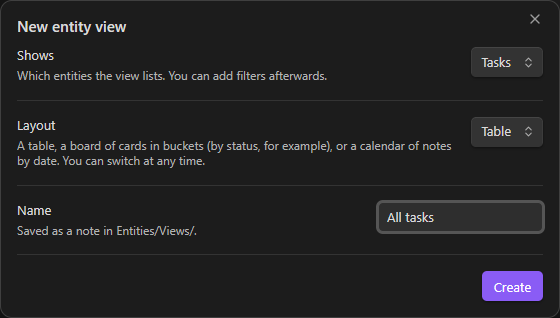 New entity view
Shows
Which entities the view lists. You can add filters afterwards.
Tasks
Layout
A table, a board of cards in buckets (by status, for example), or a calendar of notes
by date. You can switch at any time.
Table
Name
Saved as a note in Entities/Views/.
All tasks
Create